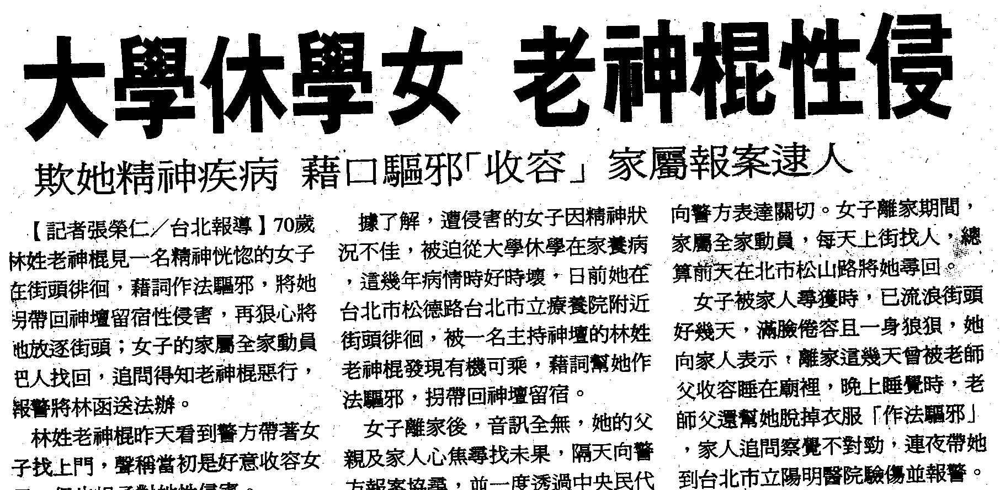 大學休學女 老神棍性侵
欺她精神疾病 藉口驅邪「收容」家屬報案逮人
【記者張榮仁／台北報導】70歲
林姓老神棍見一名精神恍惚的女子
在街頭徘徊，藉詞作法驅邪，將她
拐帶回神壇留宿性侵害，再狠心將
她放逐街頭；女子的家屬全家動員
把人找回，追問得知老神棍惡行，
報警將林函送法辦。
林姓老神棍昨天看到警方帶著女
子找上門，聲稱當初是好意收容女
據了解，遭侵害的女子因精神狀
況不佳，被迫從大學休學在家養病
，這幾年病情時好時壞，日前她在
台北市松德路台北市立療養院附近
街頭徘徊，被一名主持神壇的林姓
老神棍發現有機可乘，藉詞幫她作
法驅邪，拐帶回神壇留宿。
女子離家後，音訊全無，她的父
親及家人心焦尋找未果，隔天向警
方報案協尋，並一度透過中央民代
向警方表達關切。女子離家期間，
家屬全家動員，每天上街找人，總
算前天在北市松山路將她尋回。
女子被家人尋獲時，已流浪街頭
好幾天，滿臉倦容且一身狼狽，她
向家人表示，離家這幾天曾被老師
父收容睡在廟裡，晚上睡覺時，老
師父還幫她脫掉衣服「作法驅邪」
，家人追問察覺不對勁，連夜帶她
到台北市立陽明醫院驗傷並報警。